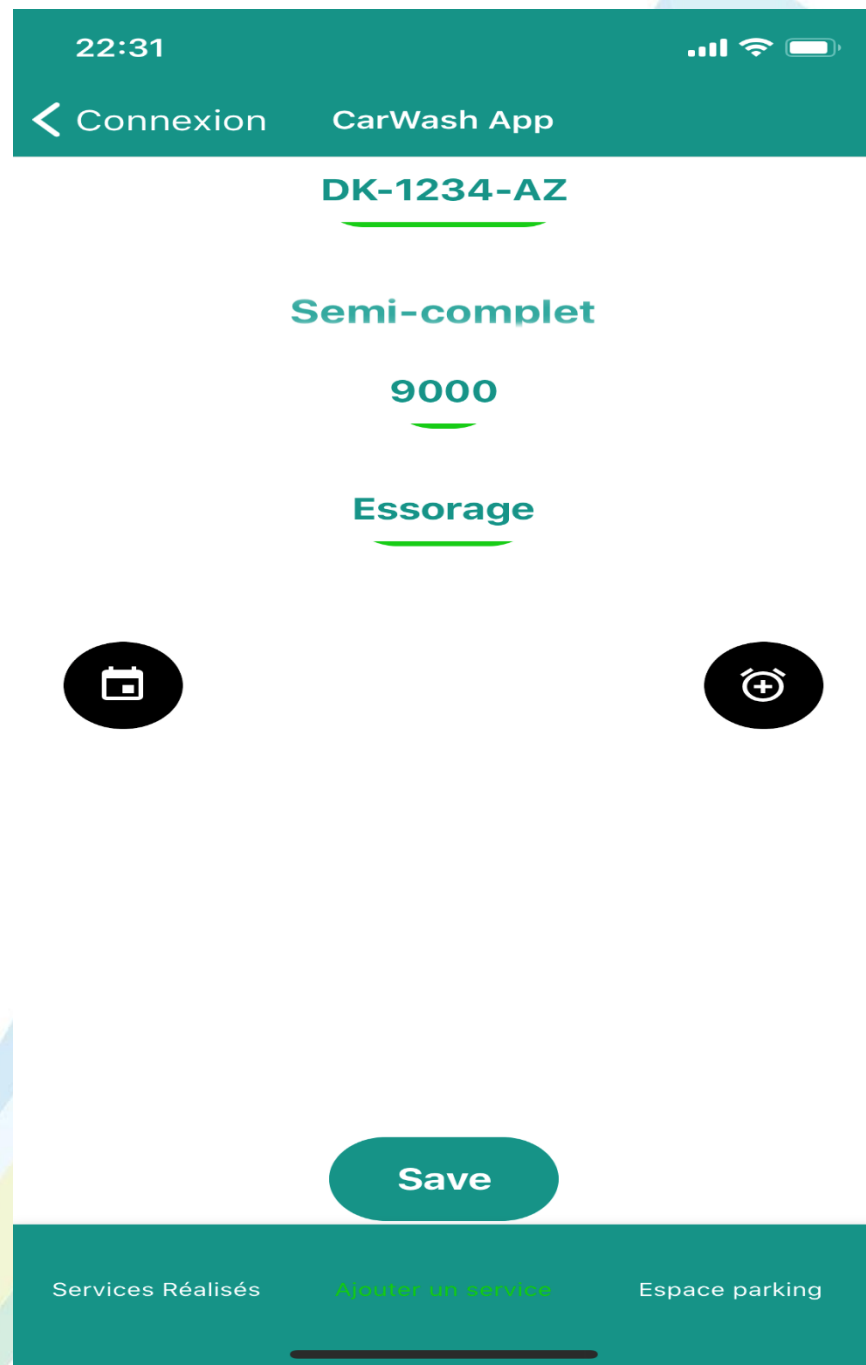 22:31
Connexion CarWash App
DK-1234-AZ
Semi-complet
9000
Essorage
Save
Services Réalisés Ajouter un service Espace parking